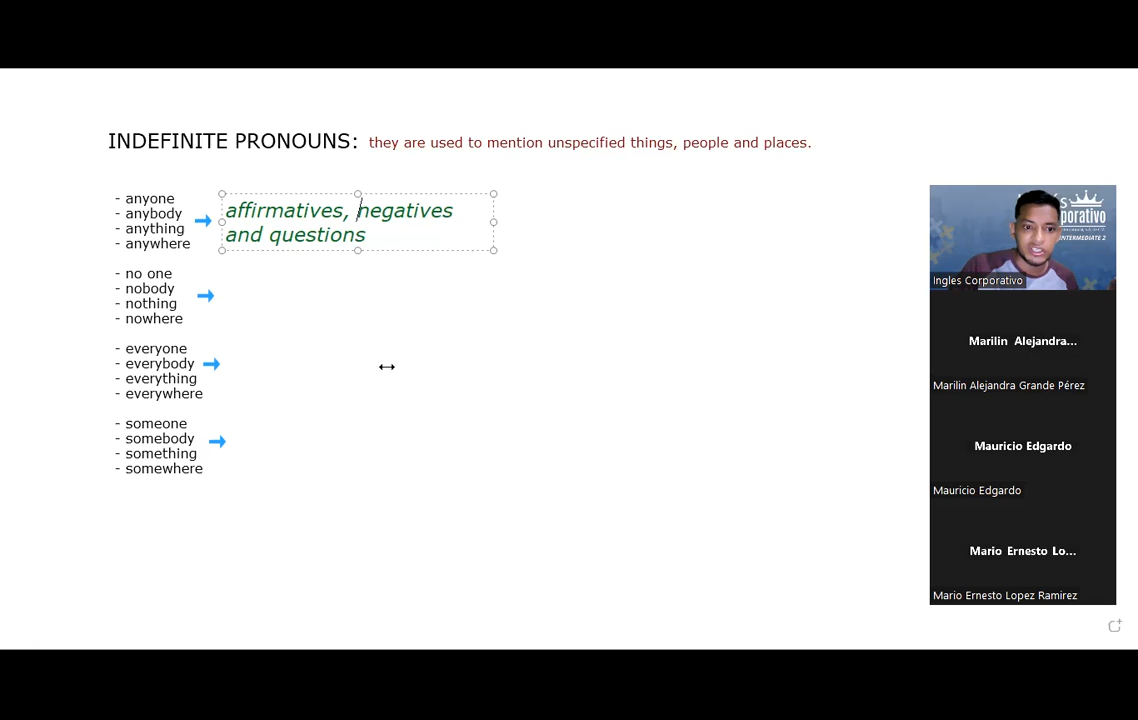 INDEFINITE PRONOUNS: they are used to mention unspecified things, people and places.
- anyone
- anybody
- anything
- anywhere
affirmatives, negatives
and questions
- no one
- nobody
- nothing
- nowhere
- everyone
- everybody
- everything
- everywhere
- someone
- somebody
- something
- somewhere
INTERMEDIATE 2
Ingles Corporativo
Marilin Alejandra...
Marilin Alejandra Grande Pérez
Mauricio Edgardo
Mauricio Edgardo
Mario Ernesto Lo...
Mario Ernesto Lopez Ramirez